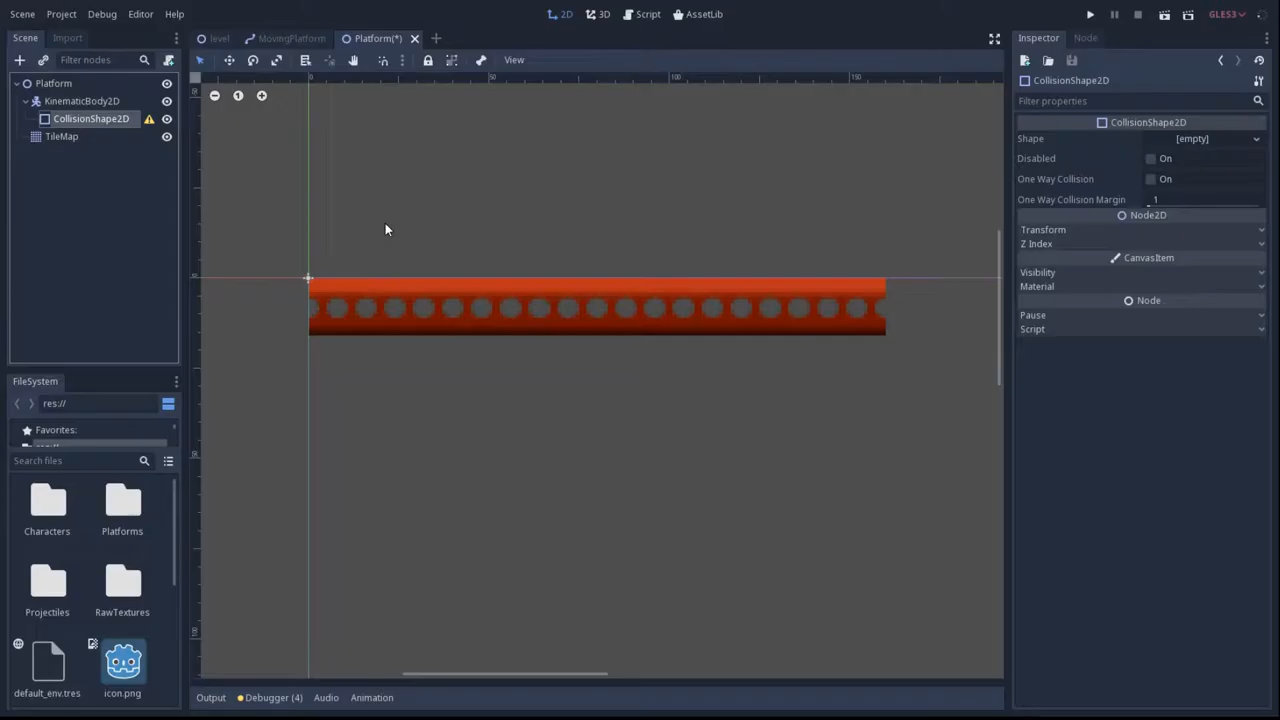 Scene Project Debug Editor Help
2D 3D Script AssetLib
GLES3
Scene Import
level MovingPlatform Platform(*)
Inspector Node
Filter nodes
View
Platform
KinematicBody2D
CollisionShape2D
TileMap
0 50 100 150
CollisionShape2D
Filter properties
CollisionShape2D
Shape [empty]
Disabled On
One Way Collision On
One Way Collision Margin 1
Node2D
Transform
Z Index
CanvasItem
Visibility
Material
Node
Pause
Script
FileSystem
res://
Favorites:
Search files
Characters Platforms
Projectiles RawTextures
default_env.tres icon.png
Output Debugger (4) Audio Animation